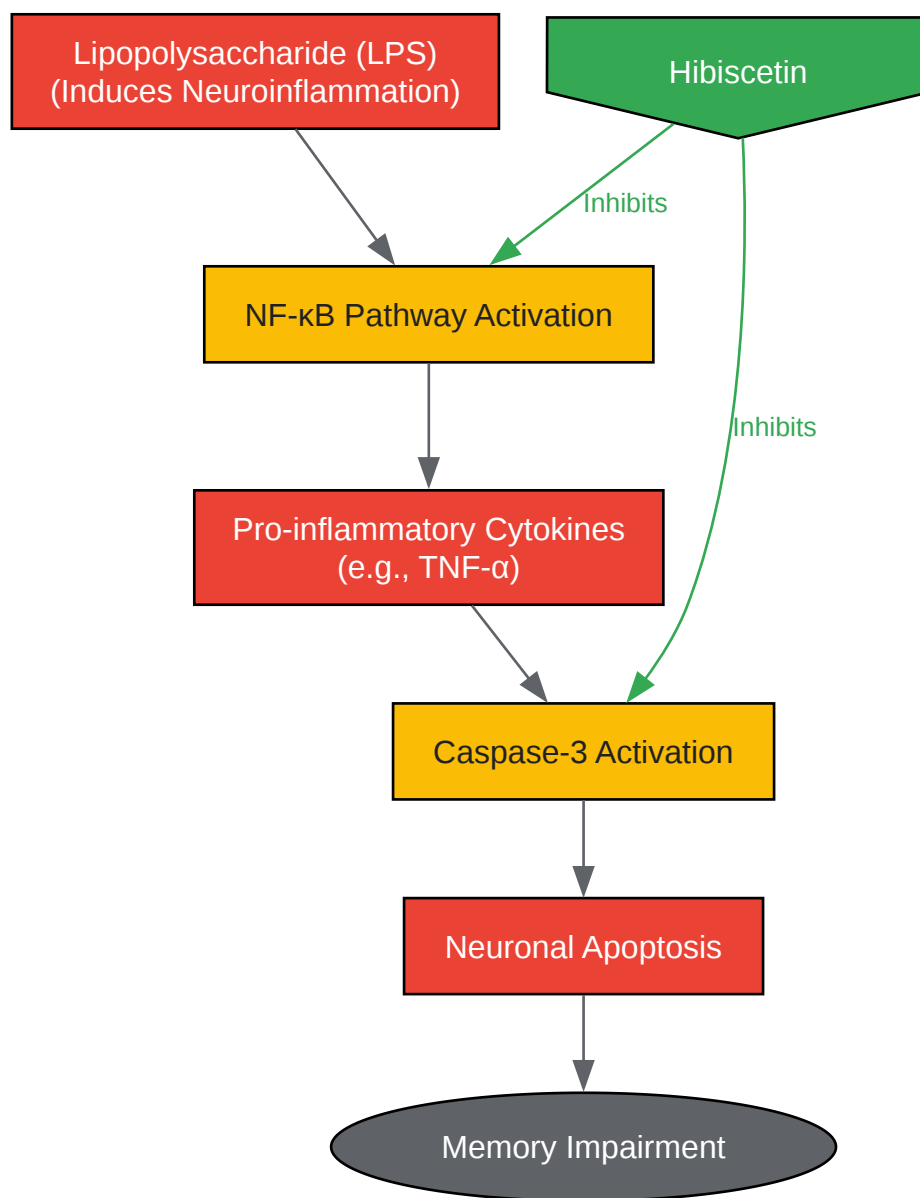 Lipopolysaccharide (LPS)
(Induces Neuroinflammation)
Hibiscetin
Inhibits
NF-κB Pathway Activation
Inhibits
Pro-inflammatory Cytokines
(e.g., TNF-α)
Caspase-3 Activation
Neuronal Apoptosis
Memory Impairment